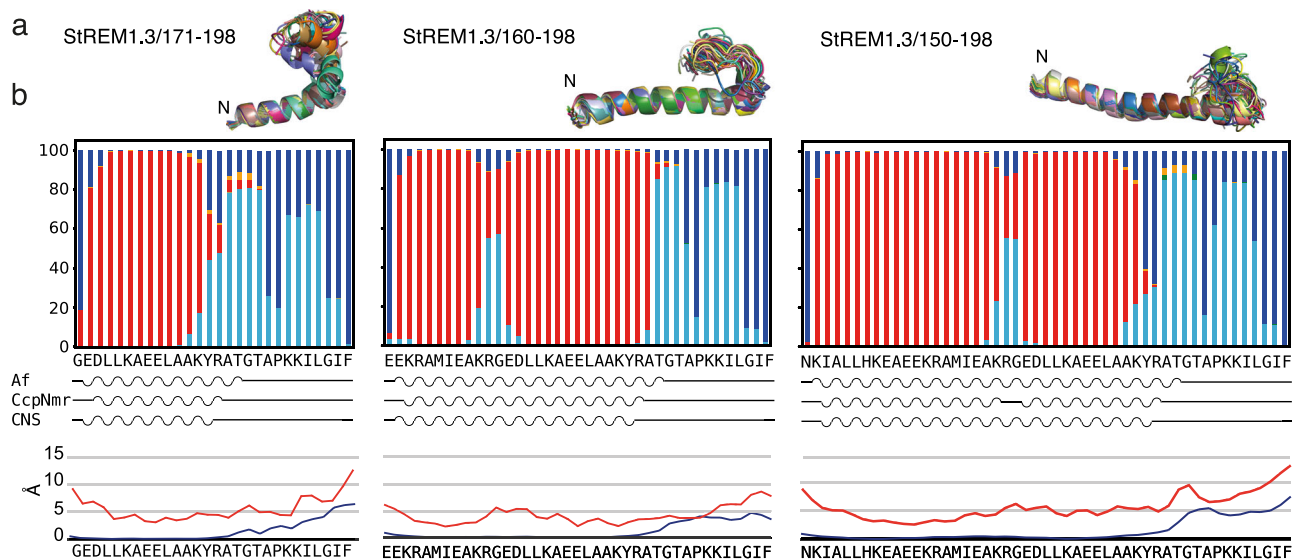 a
StREM1.3/171-198
StREM1.3/160-198
StREM1.3/150-198
N
N
N
b
100
80
60
40
20
0
GEDLLKAEELAAKYRATGTAPKKILGIF
EEKRAMIEAKRGEDLLKAEELAAKYRATGTAPKKILGIF
NKIALLHKEAEEKRAMIEAKRGEDLLKAEELAAKYRATGTAPKKILGIF
Af
CcpNmr
CNS
15
10
5
0
Å
GEDLLKAEELAAKYRATGTAPKKILGIF
EEKRAMIEAKRGEDLLKAEELAAKYRATGTAPKKILGIF
NKIALLHKEAEEKRAMIEAKRGEDLLKAEELAAKYRATGTAPKKILGIF